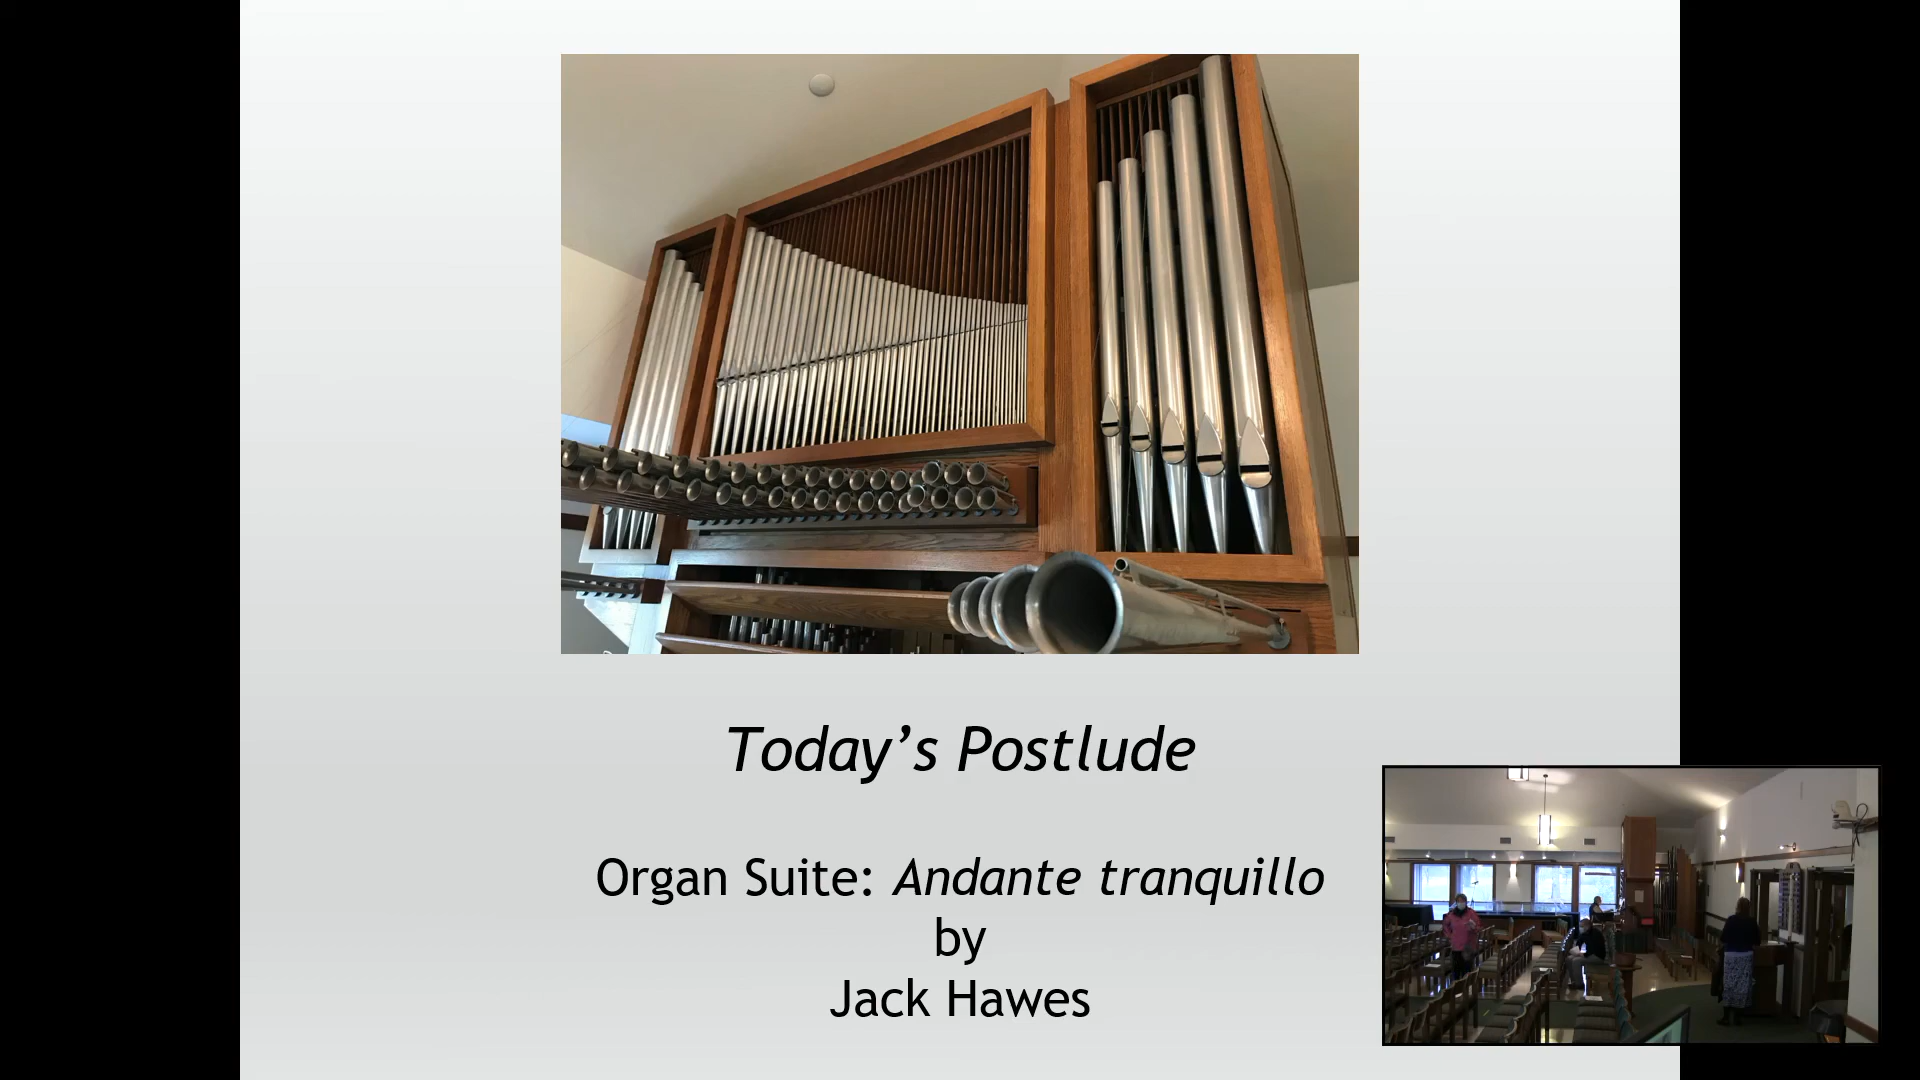 Today’s Postlude
Organ Suite: Andante tranquillo
by
Jack Hawes